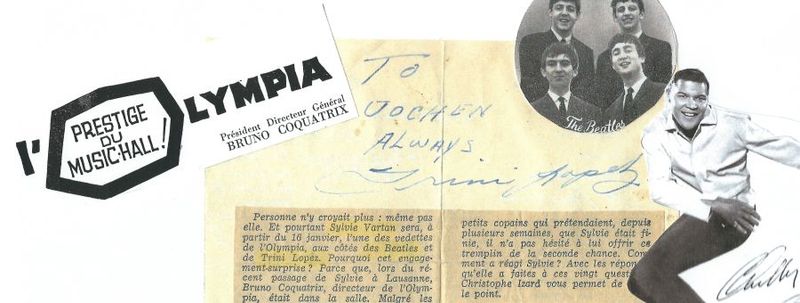 l'OLYMPIA
PRESTIGE
DU
MUSIC-HALL!
Président Directeur Général
BRUNO COQUATRIX
TO
JOCHEN
ALWAYS
Trini Lopez
The Beatles
Personne n'y croyait plus : même pas
elle. Et pourtant Sylvie Vartan sera, à
partir du 16 janvier, l'une des vedettes
de l'Olympia, aux côtés des Beatles et
de Trini Lopéz. Pourquoi cet engage-
ment-surprise ? Parce que, lors du ré-
cent passage de Sylvie à Lausanne,
Bruno Coquatrix, directeur de l'Olym-
pia, était dans la salle. Malgré les
petits copains qui prétendaient, depuis
plusieurs semaines, que Sylvie était fi-
nie, il n'a pas hésité à lui offrir ce
tremplin de la seconde chance. Com-
ment a réagi Sylvie? Avec les répon
qu'elle a faites à ces vingt quest
Christophe Izard vous permet de
le point.